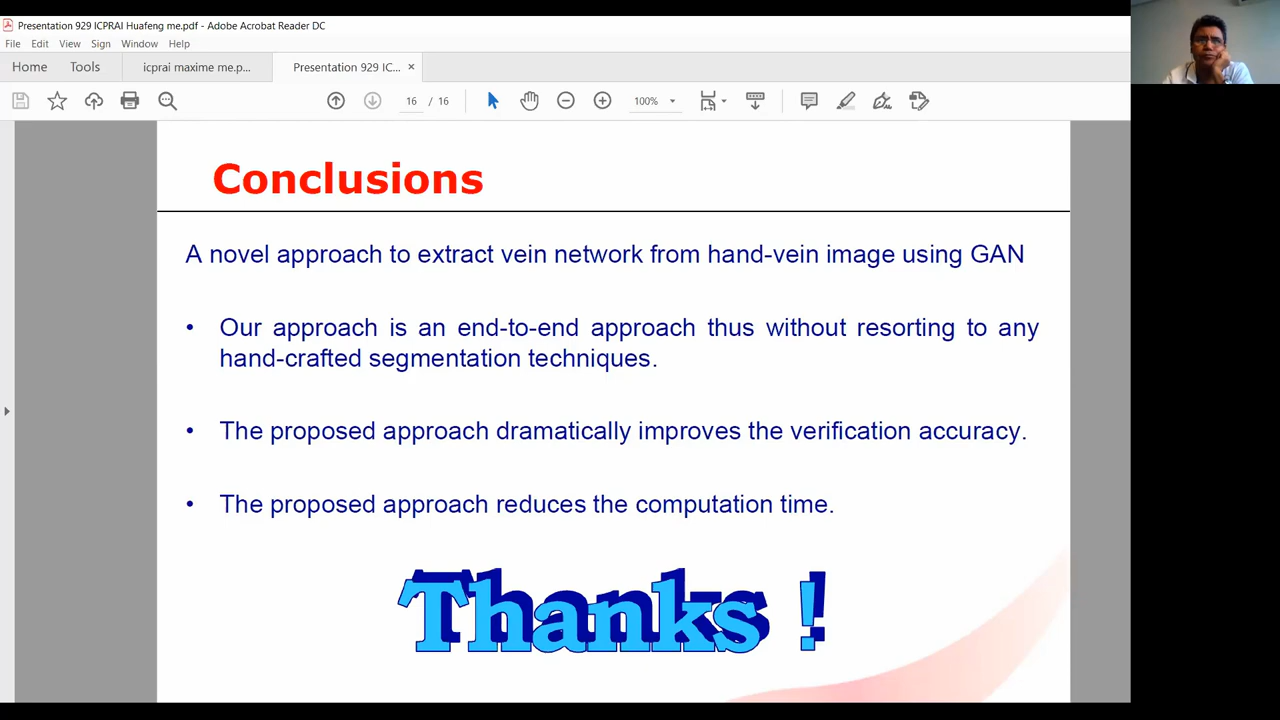 Presentation 929 ICPRAI Huafeng me.pdf - Adobe Acrobat Reader DC
File Edit View Sign Window Help
Home Tools icprai maxime me.p... Presentation 929 IC... ×
16 / 16 100%
Conclusions
A novel approach to extract vein network from hand-vein image using GAN
• Our approach is an end-to-end approach thus without resorting to any
hand-crafted segmentation techniques.
• The proposed approach dramatically improves the verification accuracy.
• The proposed approach reduces the computation time.
Thanks !